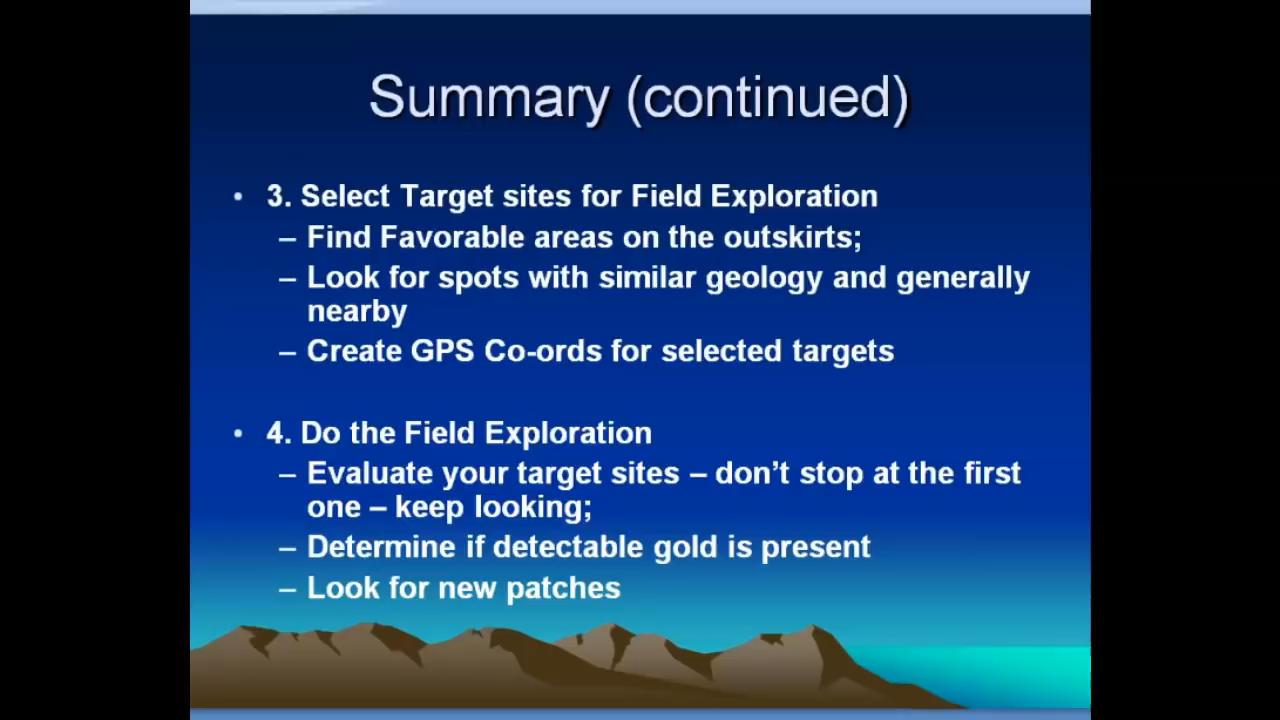 Summary (continued)
• 3. Select Target sites for Field Exploration
– Find Favorable areas on the outskirts;
– Look for spots with similar geology and generally
nearby
– Create GPS Co-ords for selected targets
• 4. Do the Field Exploration
– Evaluate your target sites – don’t stop at the first
one – keep looking;
– Determine if detectable gold is present
– Look for new patches